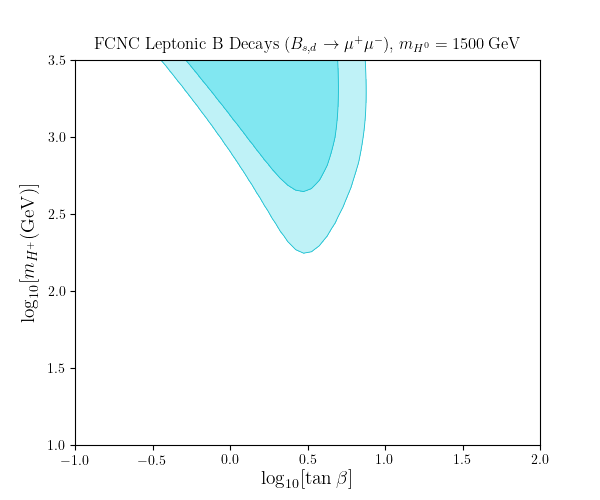 FCNC Leptonic B Decays (B_{s,d} → μ⁺μ⁻), m_{H⁰} = 1500 GeV
3.5
3.0
2.5
2.0
1.5
1.0
log₁₀[m_{H⁺}(GeV)]
−1.0 −0.5 0.0 0.5 1.0 1.5 2.0
log₁₀[tan β]